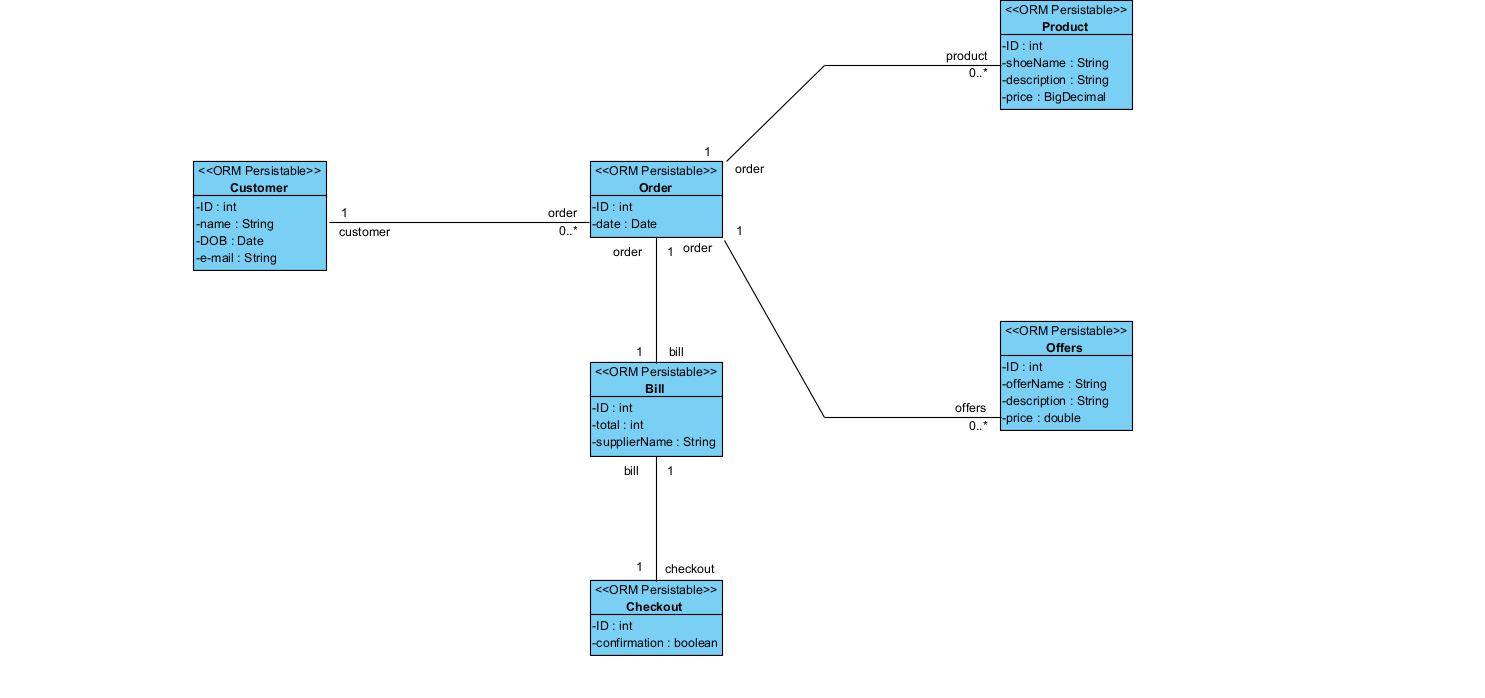 <<ORM Persistable>>
Product
-ID : int
-shoeName : String
-description : String
-price : BigDecimal
product
0..*
1
order
<<ORM Persistable>>
Customer
-ID : int
-name : String
-DOB : Date
-e-mail : String
1
customer
order
0..*
<<ORM Persistable>>
Order
-ID : int
-date : Date
order
1
order
1
<<ORM Persistable>>
Offers
-ID : int
-offerName : String
-description : String
-price : double
offers
0..*
1
bill
<<ORM Persistable>>
Bill
-ID : int
-total : int
-supplierName : String
bill
1
1
checkout
<<ORM Persistable>>
Checkout
-ID : int
-confirmation : boolean